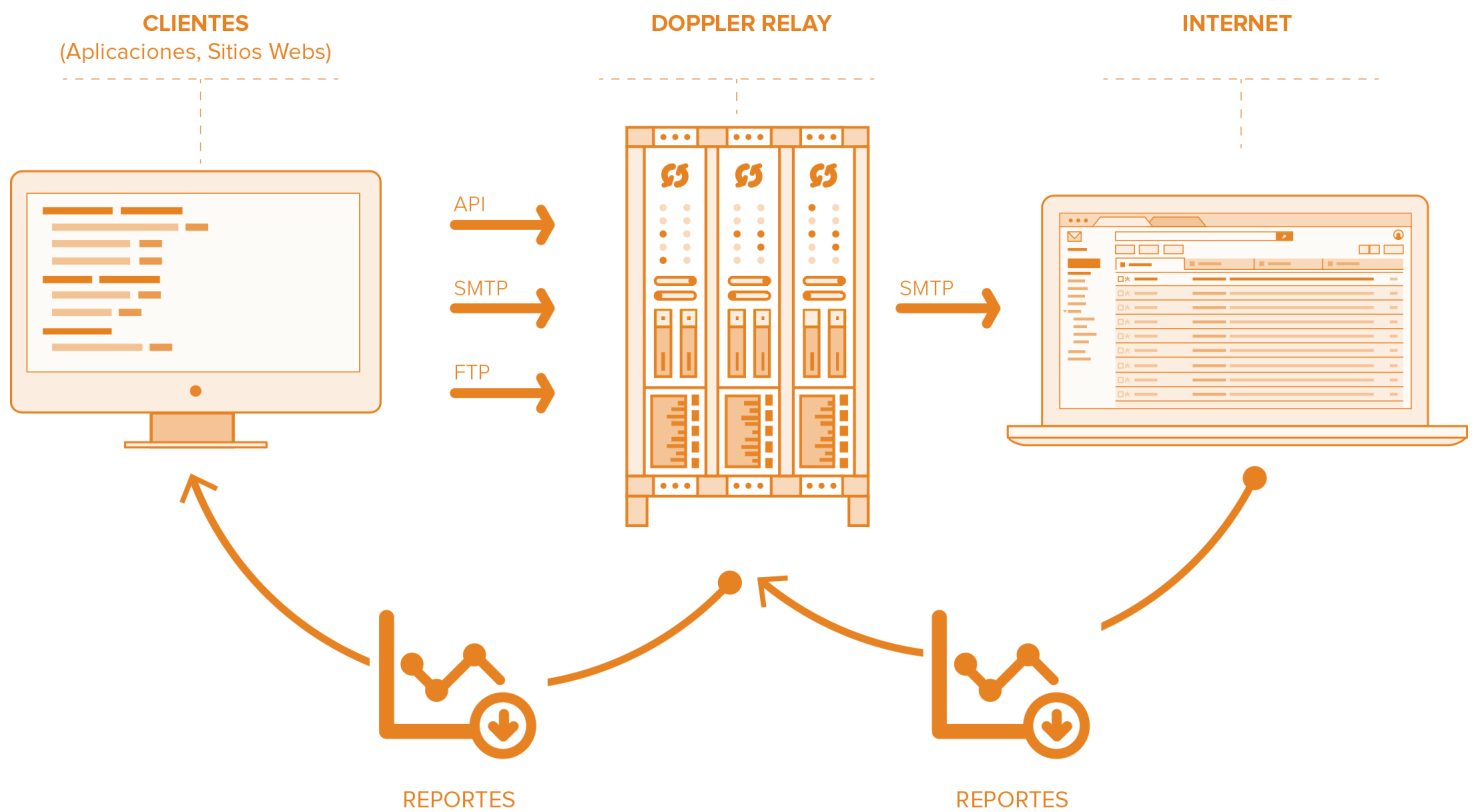 CLIENTES
(Aplicaciones, Sitios Webs)
DOPPLER RELAY
INTERNET
API
SMTP
FTP
SMTP
REPORTES
REPORTES